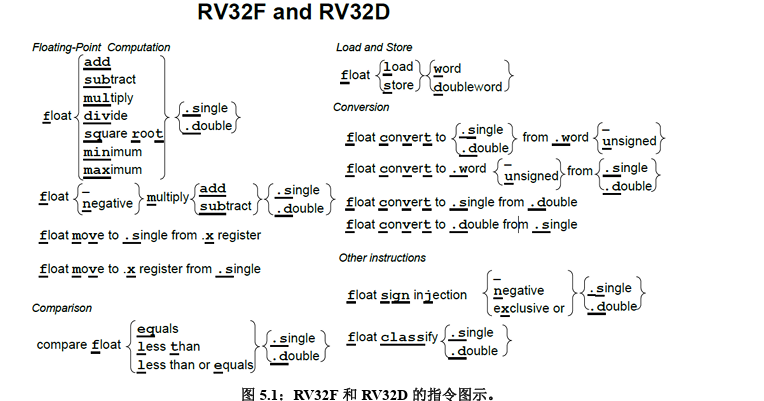 RV32F and RV32D
Floating-Point Computation
float { add
subtract
multiply
divide
square root
minimum
maximum } { .single
.double }
float { –
negative } multiply { add
subtract } { .single
.double }
float move to .single from .x register
float move to .x register from .single
Comparison
compare float { equals
less than
less than or equals } { .single
.double }
Load and Store
float { load
store } { word
doubleword }
Conversion
float convert to { .single
.double } from .word { –
unsigned }
float convert to .word { –
unsigned } from { .single
.double }
float convert to .single from .double
float convert to .double from .single
Other instructions
float sign injection { –
negative
exclusive or } { .single
.double }
float classify { .single
.double }
图 5.1：RV32F 和 RV32D 的指令图示。